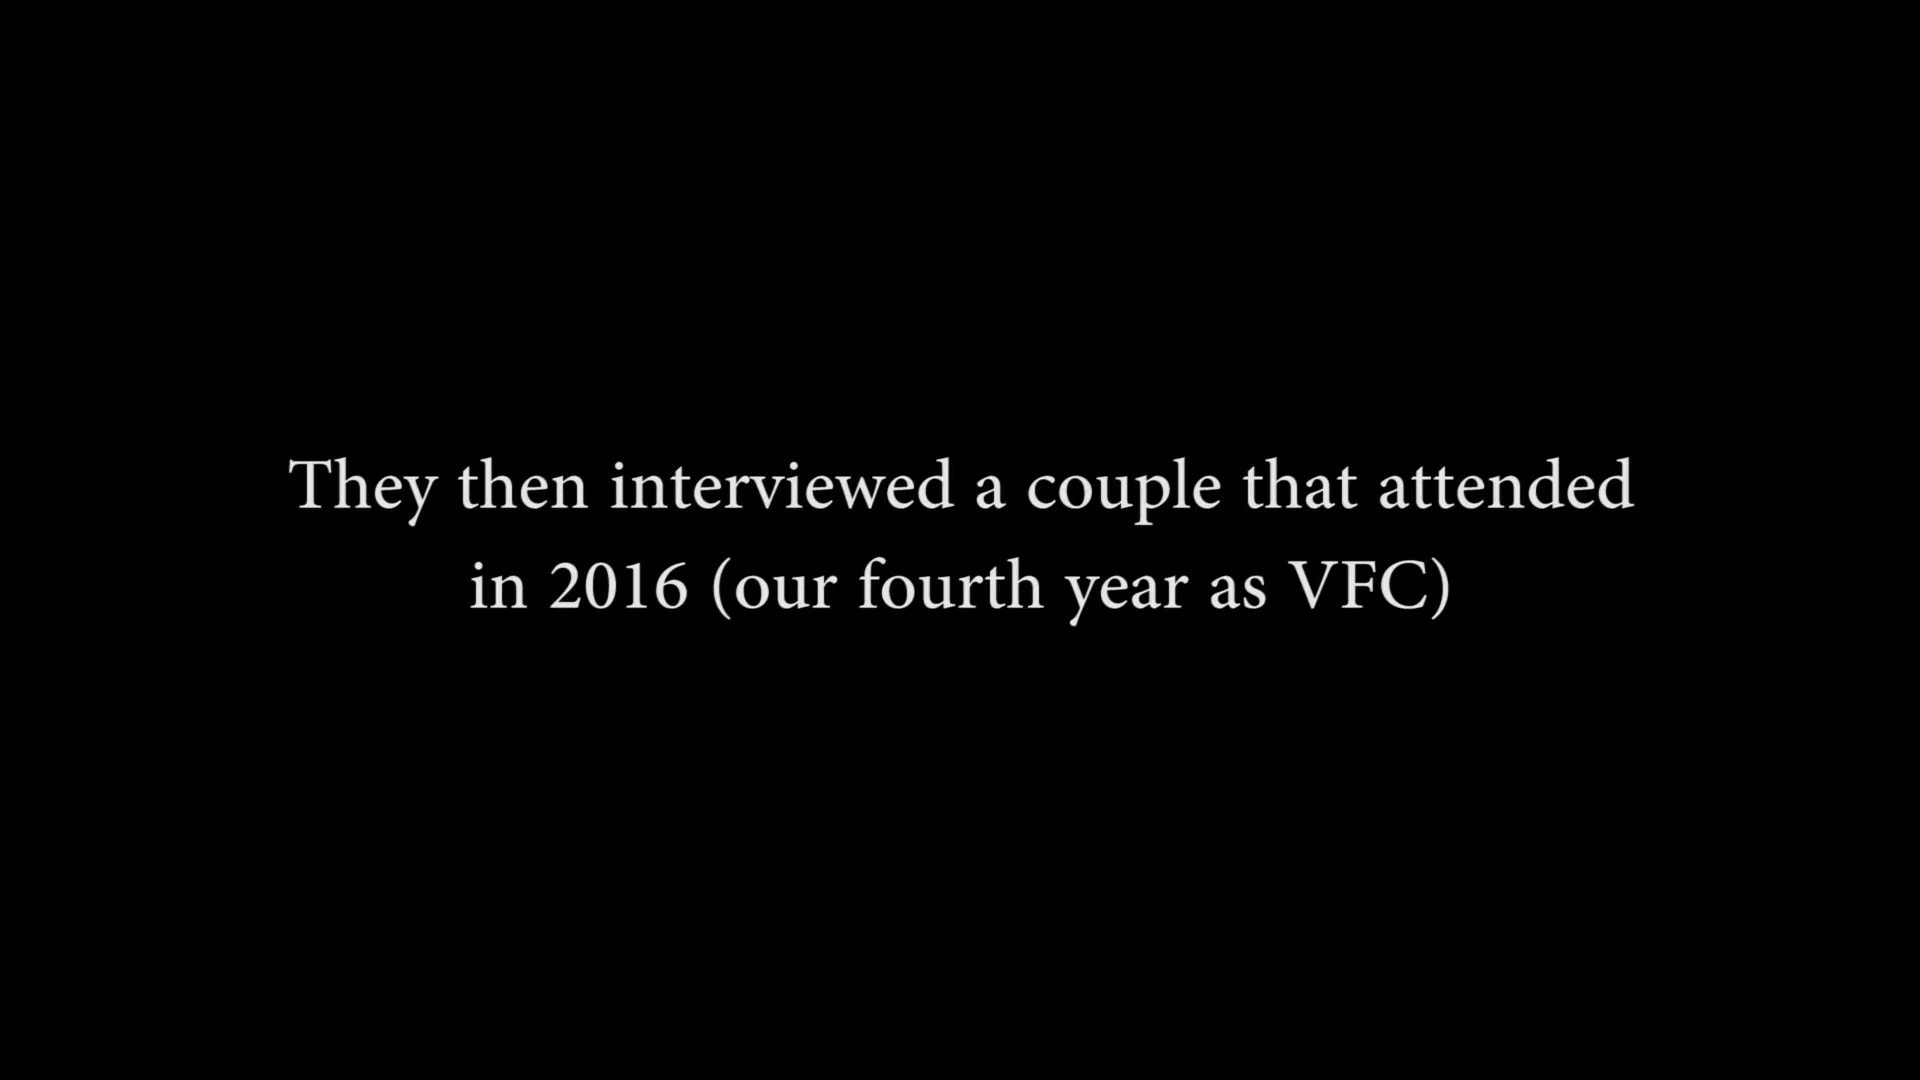 They then interviewed a couple that attended
in 2016 (our fourth year as VFC)